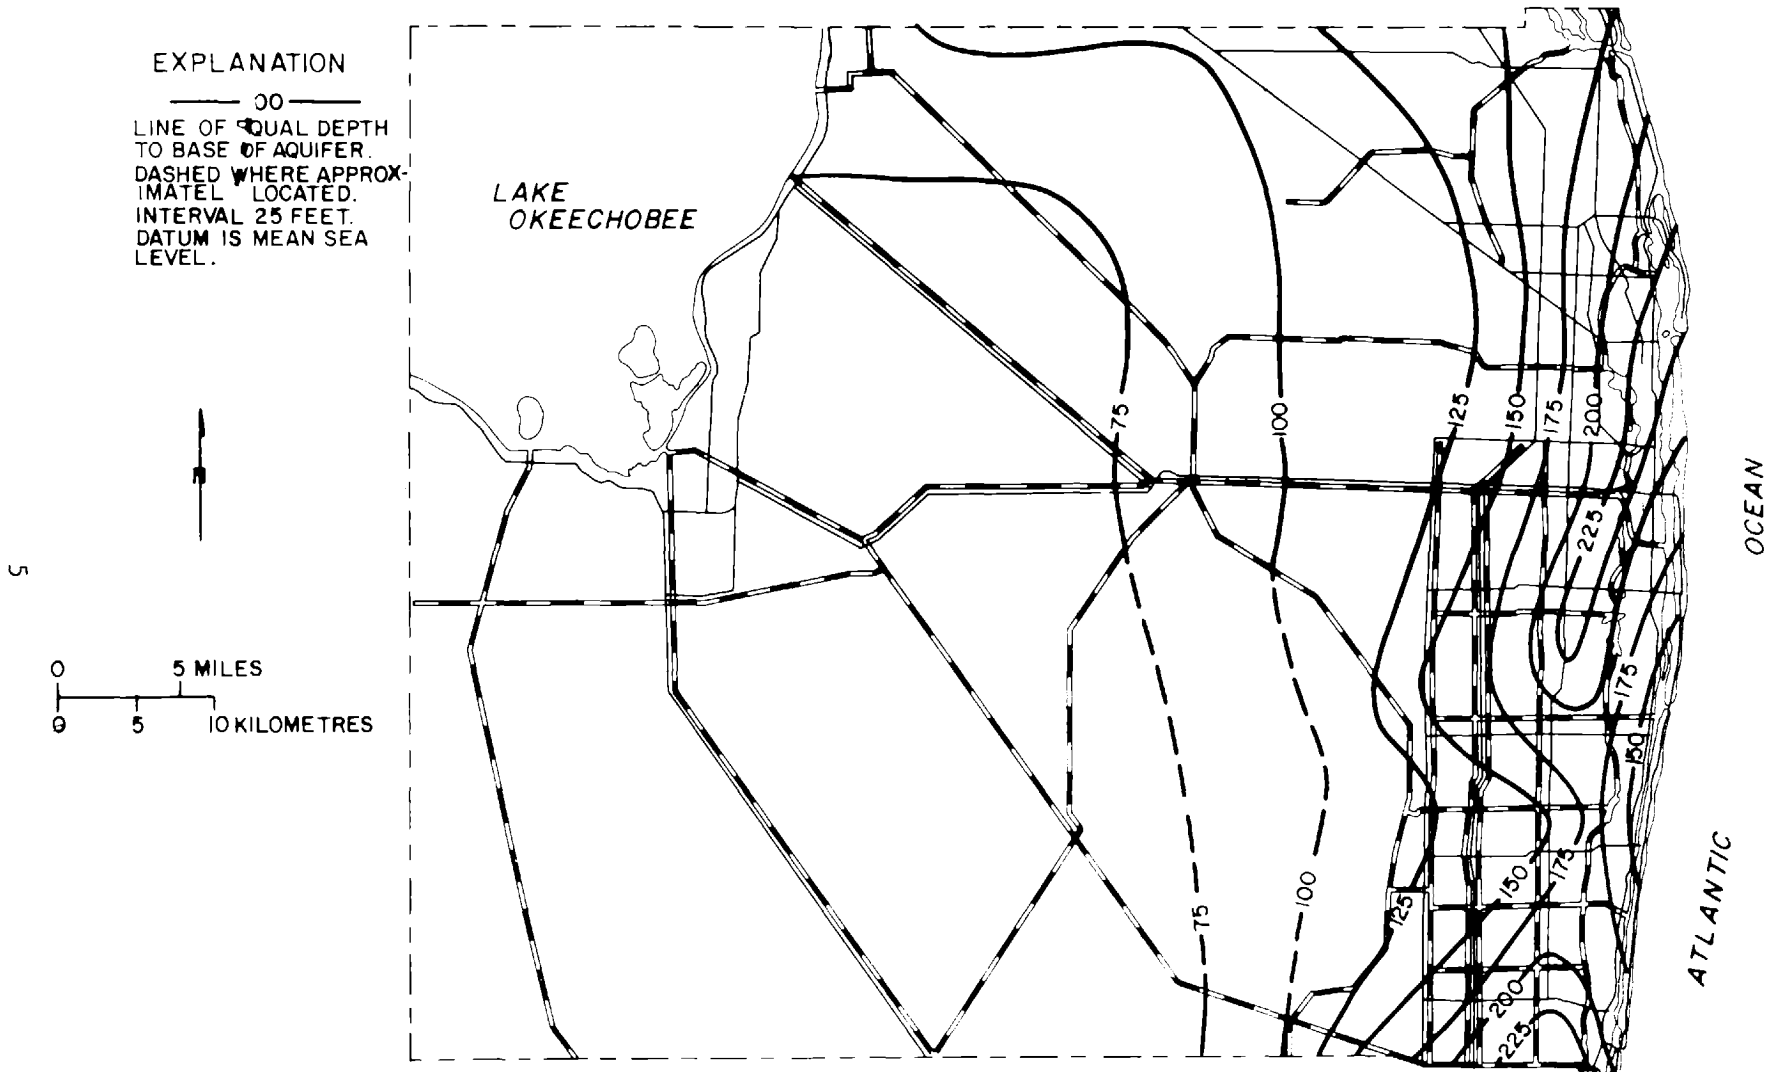 EXPLANATION
00
LINE OF EQUAL DEPTH
TO BASE OF AQUIFER.
DASHED WHERE APPROX-
IMATEL LOCATED.
INTERVAL 25 FEET.
DATUM IS MEAN SEA
LEVEL.
LAKE
OKEECHOBEE
N
5
0 5 MILES
0 5 10 KILOMETRES
75
100
125
150
175
200
225
175
150
75
100
125
150
175
200
225
OCEAN
ATLANTIC